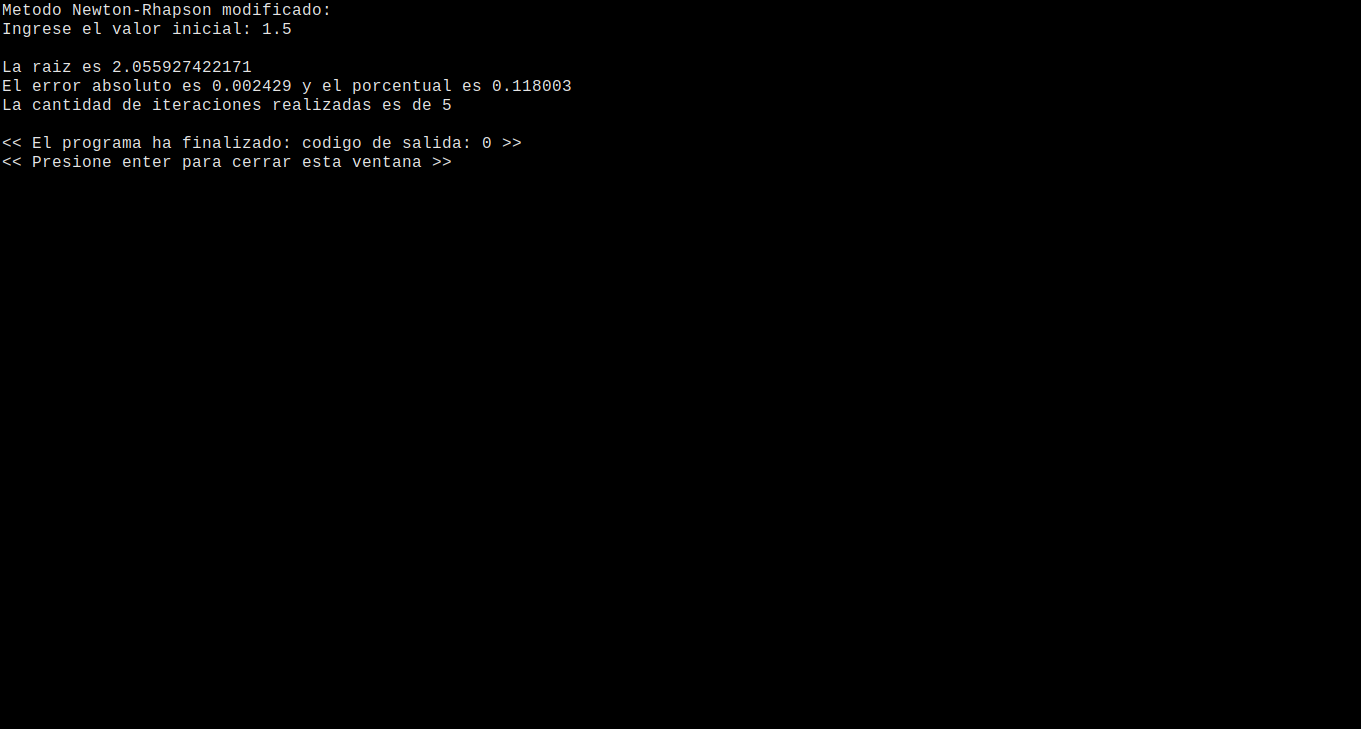 Metodo Newton-Rhapson modificado:
Ingrese el valor inicial: 1.5
La raiz es 2.055927422171
El error absoluto es 0.002429 y el porcentual es 0.118003
La cantidad de iteraciones realizadas es de 5
<< El programa ha finalizado: codigo de salida: 0 >>
<< Presione enter para cerrar esta ventana >>